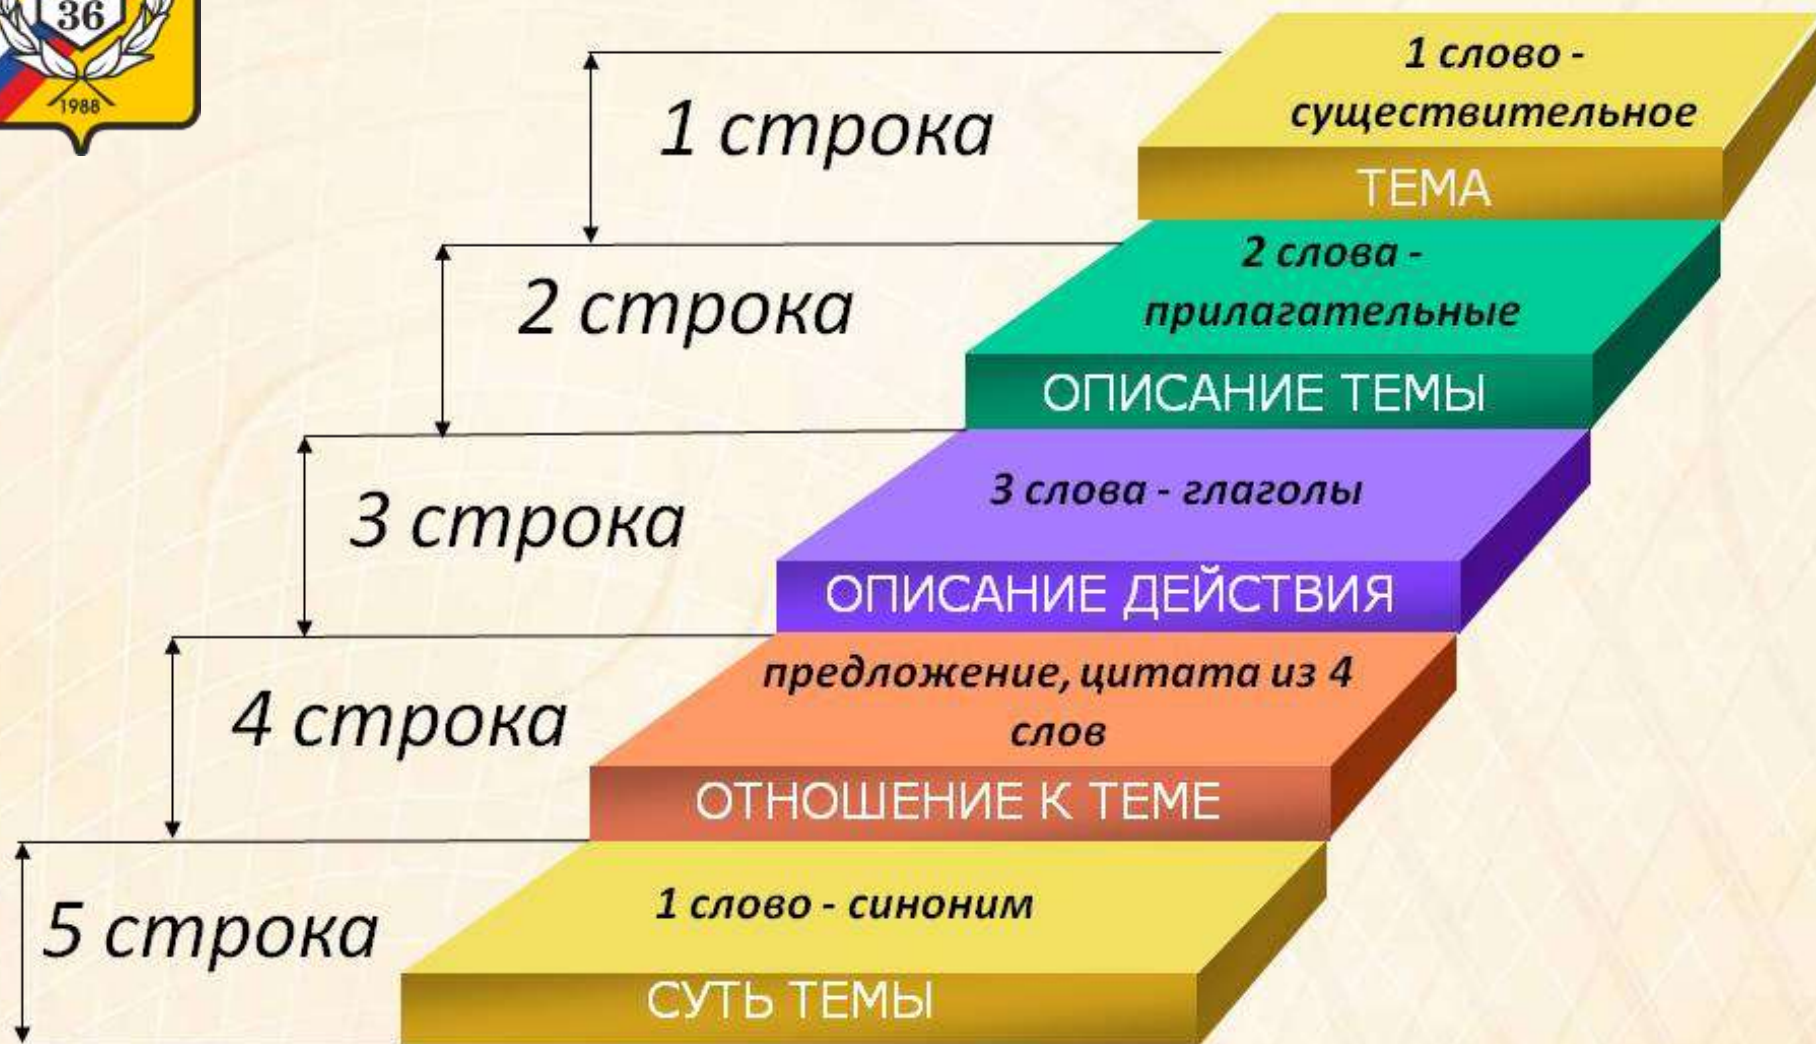 36
1988
1 строка
1 слово -
существительное
ТЕМА
2 строка
2 слова -
прилагательные
ОПИСАНИЕ ТЕМЫ
3 строка
3 слова - глаголы
ОПИСАНИЕ ДЕЙСТВИЯ
4 строка
предложение, цитата из 4
слов
ОТНОШЕНИЕ К ТЕМЕ
5 строка
1 слово - синоним
СУТЬ ТЕМЫ